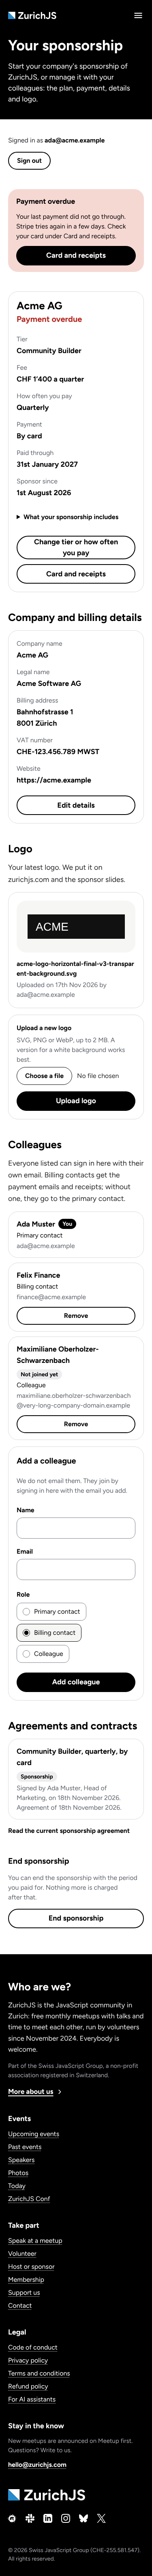 ZurichJS
Your sponsorship
Start your company's sponsorship of
ZurichJS, or manage it with your
colleagues: the plan, payment, details
and logo.
Signed in as ada@acme.example
Sign out
Payment overdue
Your last payment did not go through.
Stripe tries again in a few days. Check
your card under Card and receipts.
Card and receipts
Acme AG
Payment overdue
Tier
Community Builder
Fee
CHF 1'400 a quarter
How often you pay
Quarterly
Payment
By card
Paid through
31st January 2027
Sponsor since
1st August 2026
What your sponsorship includes
Change tier or how often
you pay
Card and receipts
Company and billing details
Company name
Acme AG
Legal name
Acme Software AG
Billing address
Bahnhofstrasse 1
8001 Zürich
VAT number
CHE-123.456.789 MWST
Website
https://acme.example
Edit details
Logo
Your latest logo. We put it on
zurichjs.com and the sponsor slides.
ACME
acme-logo-horizontal-final-v3-transpar
ent-background.svg
Uploaded on 17th Nov 2026 by
ada@acme.example
Upload a new logo
SVG, PNG or WebP, up to 2 MB. A
version for a white background works
best.
Choose a file
No file chosen
Upload logo
Colleagues
Everyone listed can sign in here with their
own email. Billing contacts get the
payment emails and receipts; without
one, they go to the primary contact.
Ada Muster You
Primary contact
ada@acme.example
Felix Finance
Billing contact
finance@acme.example
Remove
Maximiliane Oberholzer-
Schwarzenbach
Not joined yet
Colleague
maximiliane.oberholzer-schwarzenbach
@very-long-company-domain.example
Remove
Add a colleague
We do not email them. They join by
signing in here with the email you add.
Name
Email
Role
Primary contact
Billing contact
Colleague
Add colleague
Agreements and contracts
Community Builder, quarterly, by
card
Sponsorship
Signed by Ada Muster, Head of
Marketing, on 18th November 2026.
Agreement of 18th November 2026.
Read the current sponsorship agreement
End sponsorship
You can end the sponsorship with the period
you paid for. Nothing more is charged
after that.
End sponsorship
Who are we?
ZurichJS is the JavaScript community in
Zurich: free monthly meetups with talks and
time to meet each other, run by volunteers
since November 2024. Everybody is
welcome.
Part of the Swiss JavaScript Group, a non-profit
association registered in Switzerland.
More about us
Events
Upcoming events
Past events
Speakers
Photos
Today
ZurichJS Conf
Take part
Speak at a meetup
Volunteer
Host or sponsor
Membership
Support us
Contact
Legal
Code of conduct
Privacy policy
Terms and conditions
Refund policy
For AI assistants
Stay in the know
New meetups are announced on Meetup first.
Questions? Write to us.
hello@zurichjs.com
ZurichJS
© 2026 Swiss JavaScript Group (CHE-255.581.547).
All rights reserved.